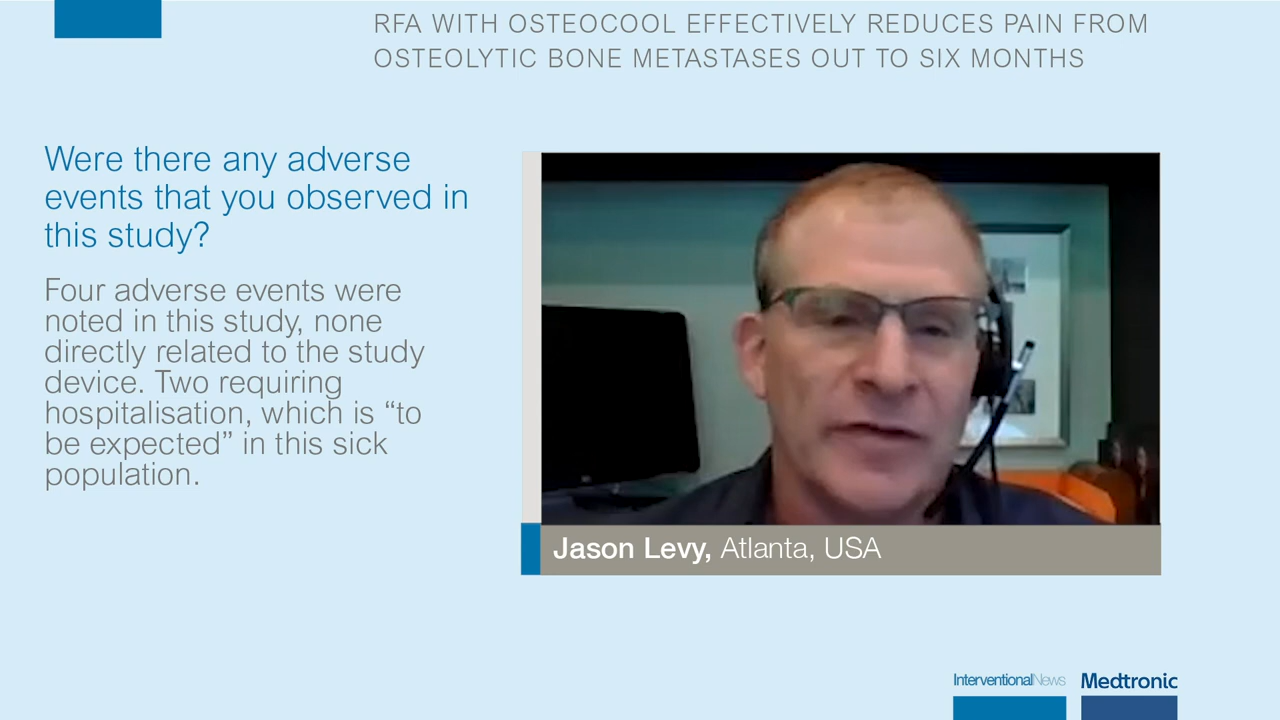 RFA WITH OSTEOCOOL EFFECTIVELY REDUCES PAIN FROM
OSTEOLYTIC BONE METASTASES OUT TO SIX MONTHS
Were there any adverse
events that you observed in
this study?
Four adverse events were
noted in this study, none
directly related to the study
device. Two requiring
hospitalisation, which is “to
be expected” in this sick
population.
Jason Levy, Atlanta, USA
InterventionalNews
Medtronic